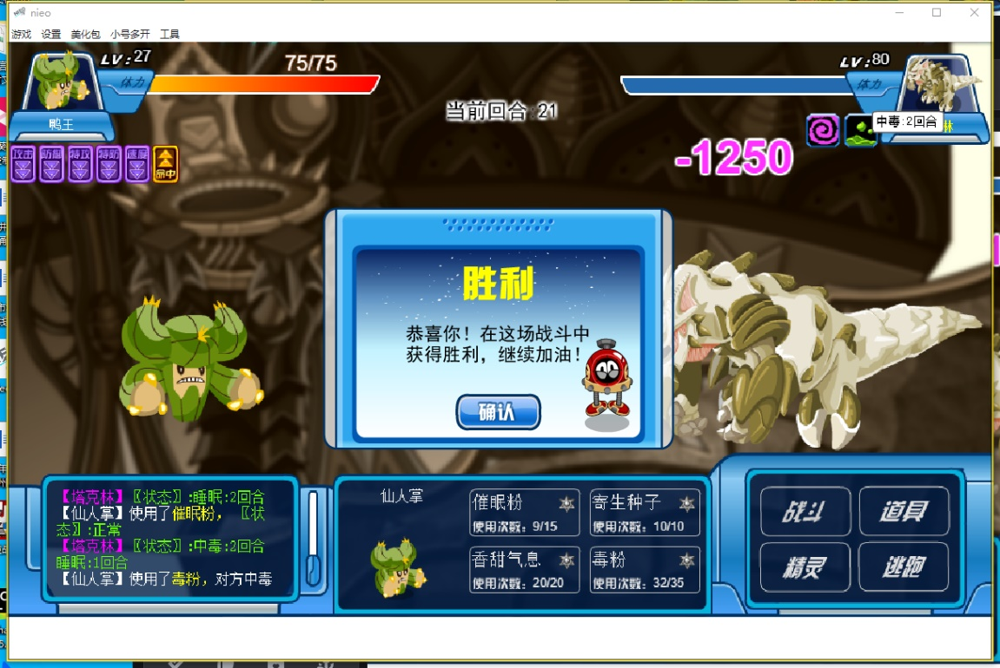 nieo
游戏 设置 美化包 小号多开 工具
LV:27
75/75
体力
鸭王
攻击 防御 特攻 特防 速度 命中
当前回合:21
LV:80
体力
中毒:2回合
林
-1250
胜利
恭喜你！在这场战斗中
获得胜利，继续加油！
确认
【塔克林】〖状态〗:睡眠:2回合
【仙人掌】使用了催眠粉，〖状
态〗:正常
【塔克林】〖状态〗:中毒:2回合
睡眠:1回合
【仙人掌】使用了毒粉，对方中毒
仙人掌
催眠粉
使用次数：9/15
寄生种子
使用次数：10/10
香甜气息
使用次数：20/20
毒粉
使用次数：32/35
战斗
道具
精灵
逃跑